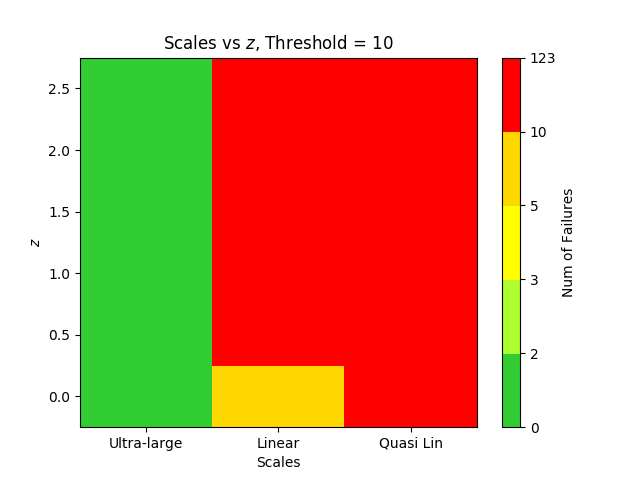 Scales vs z, Threshold = 10
2.5
2.0
1.5
1.0
0.5
0.0
z
Ultra-large
Linear
Quasi Lin
Scales
123
10
5
3
2
0
Num of Failures